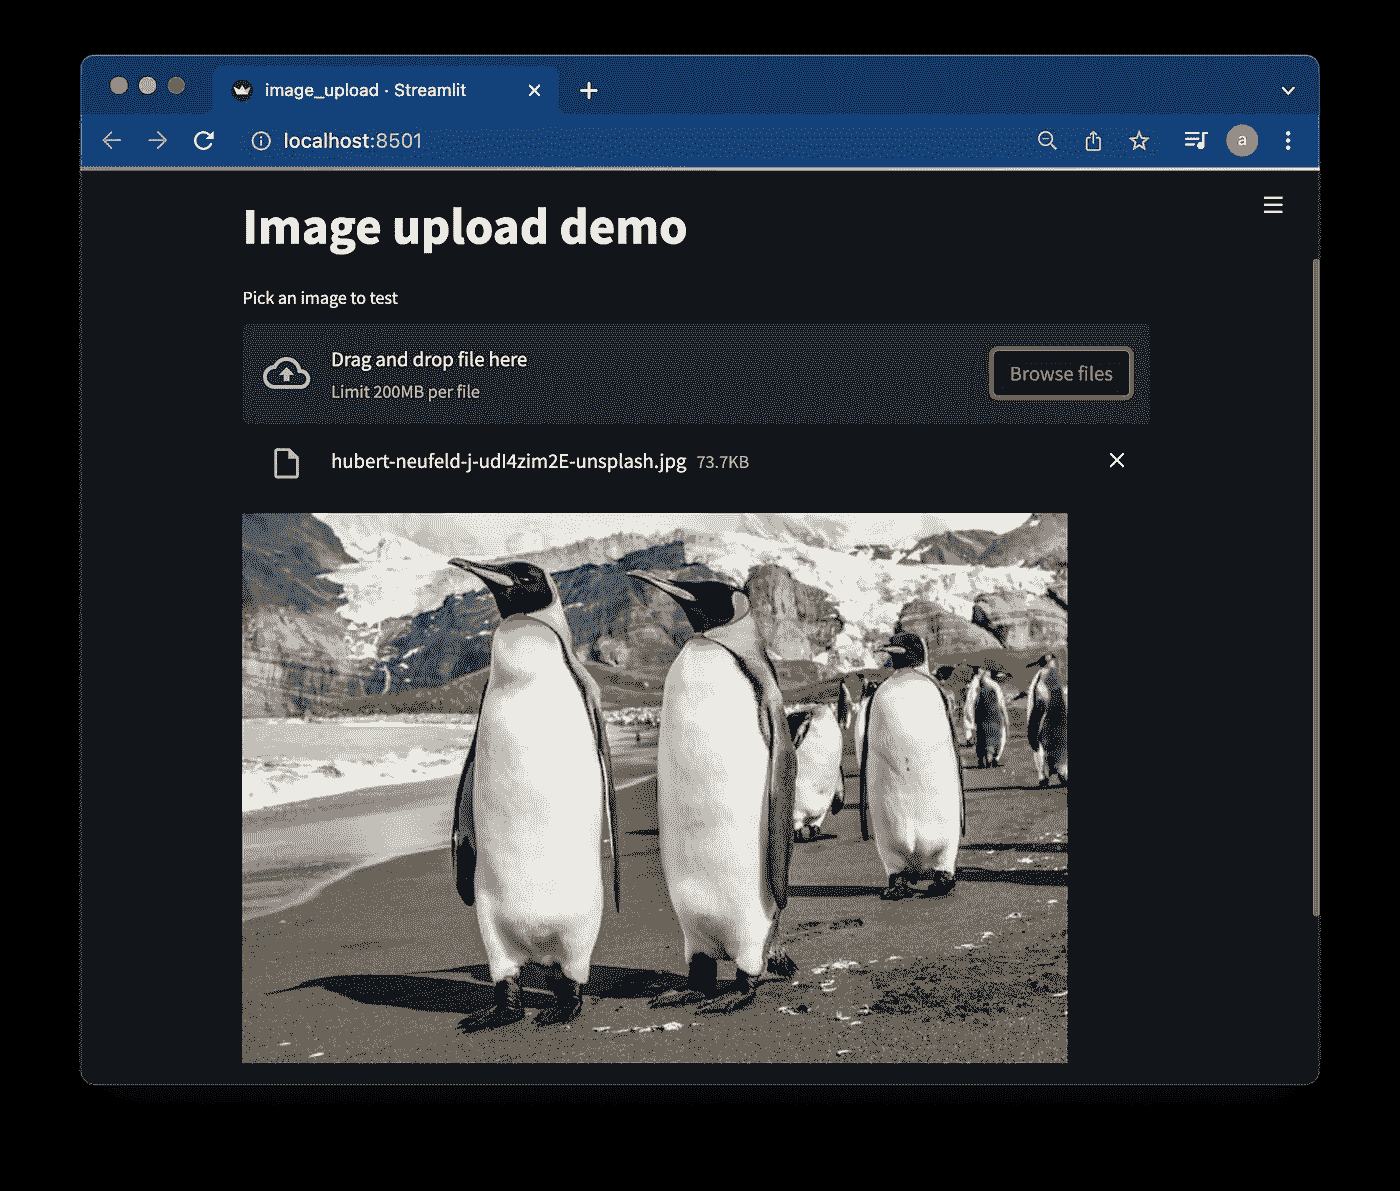 image_upload · Streamlit
localhost:8501
a
Image upload demo
Pick an image to test
Drag and drop file here
Limit 200MB per file
Browse files
hubert-neufeld-j-udI4zim2E-unsplash.jpg 73.7KB